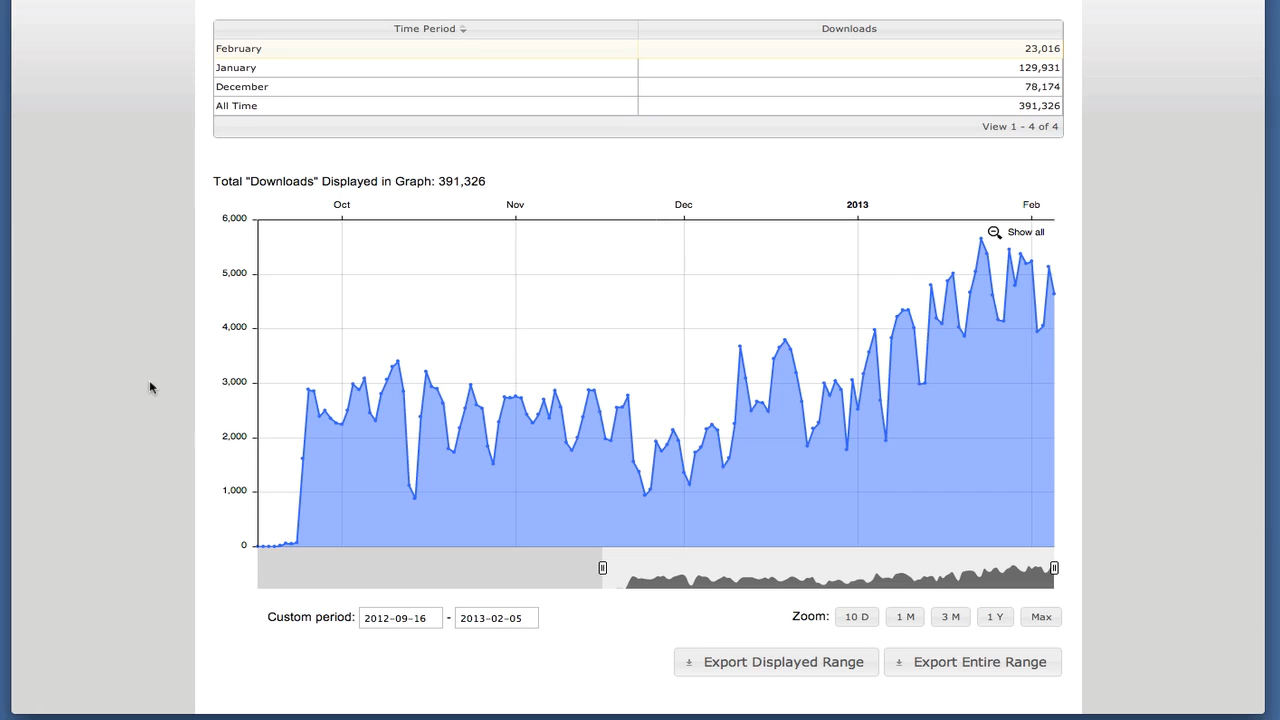 Time Period Downloads
February 23,016
January 129,931
December 78,174
All Time 391,326
View 1 - 4 of 4
Total "Downloads" Displayed in Graph: 391,326
Oct Nov Dec 2013 Feb
6,000
Show all
5,000
4,000
3,000
2,000
1,000
0
Custom period: 2012-09-16 - 2013-02-05 Zoom: 10 D 1 M 3 M 1 Y Max
Export Displayed Range Export Entire Range